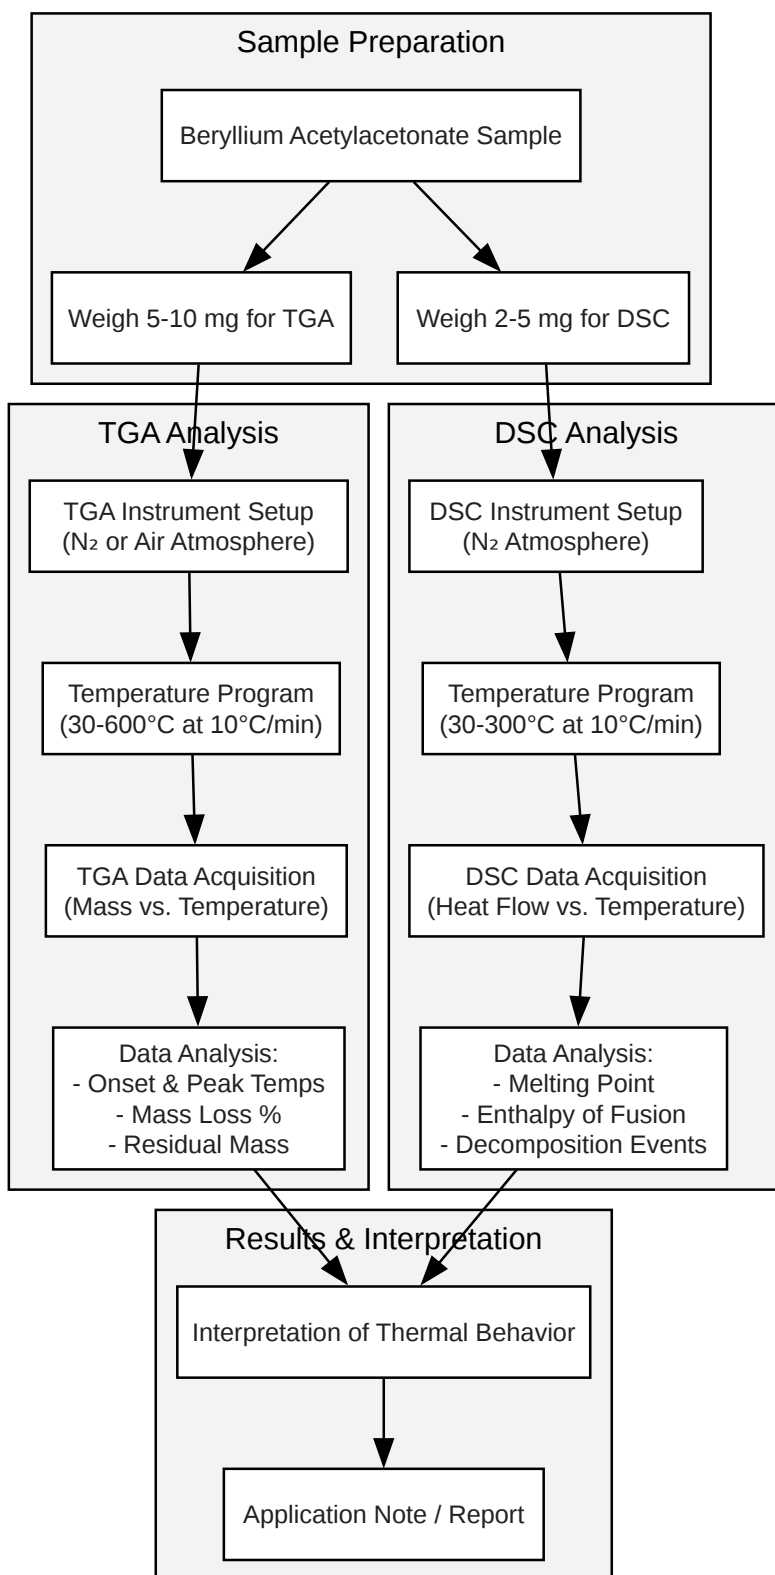 Sample Preparation
Beryllium Acetylacetonate Sample
Weigh 5-10 mg for TGA
Weigh 2-5 mg for DSC
TGA Analysis
TGA Instrument Setup
(N₂ or Air Atmosphere)
Temperature Program
(30-600°C at 10°C/min)
TGA Data Acquisition
(Mass vs. Temperature)
Data Analysis:
- Onset & Peak Temps
- Mass Loss %
- Residual Mass
DSC Analysis
DSC Instrument Setup
(N₂ Atmosphere)
Temperature Program
(30-300°C at 10°C/min)
DSC Data Acquisition
(Heat Flow vs. Temperature)
Data Analysis:
- Melting Point
- Enthalpy of Fusion
- Decomposition Events
Results & Interpretation
Interpretation of Thermal Behavior
Application Note / Report